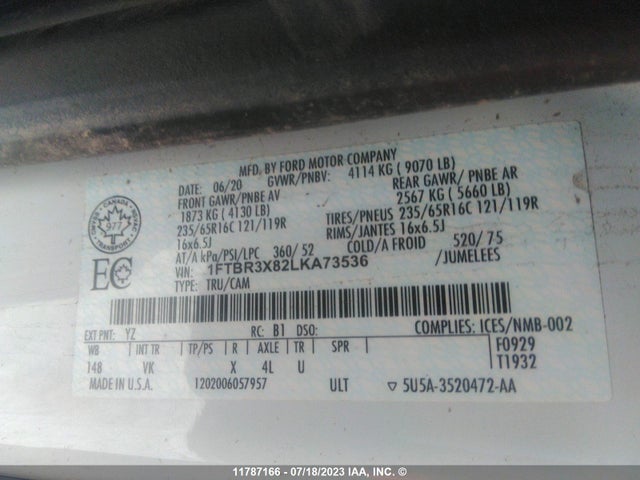 MFD. BY FORD MOTOR COMPANY
DATE: 06/20 GVWR/PNBV: 4114 KG ( 9070 LB)
FRONT GAWR/PNBE AV REAR GAWR/ PNBE AR
1873 KG ( 4130 LB) 2567 KG ( 5660 LB)
235/65R16C 121/119R TIRES/PNEUS 235/65R16C 121/119R
16x6.5J RIMS/JANTES 16x6.5J
AT/A kPa/PSI/LPC 360/ 52 COLD/A FROID 520/ 75
VIN: 1FTBR3X82LKA73536 /JUMELEES
TYPE: TRU/CAM
CANADA
977
TRANSPORT
EC
EXT PNT: YZ RC: B1 DSO: COMPLIES: ICES/NMB-002
WB INT TR TP/PS R AXLE TR SPR F0929
148 VK X 4L U T1932
MADE IN U.S.A. 1202006057957 ULT ▽ 5U5A-3520472-AA
11787166 - 07/18/2023 IAA, INC. ©